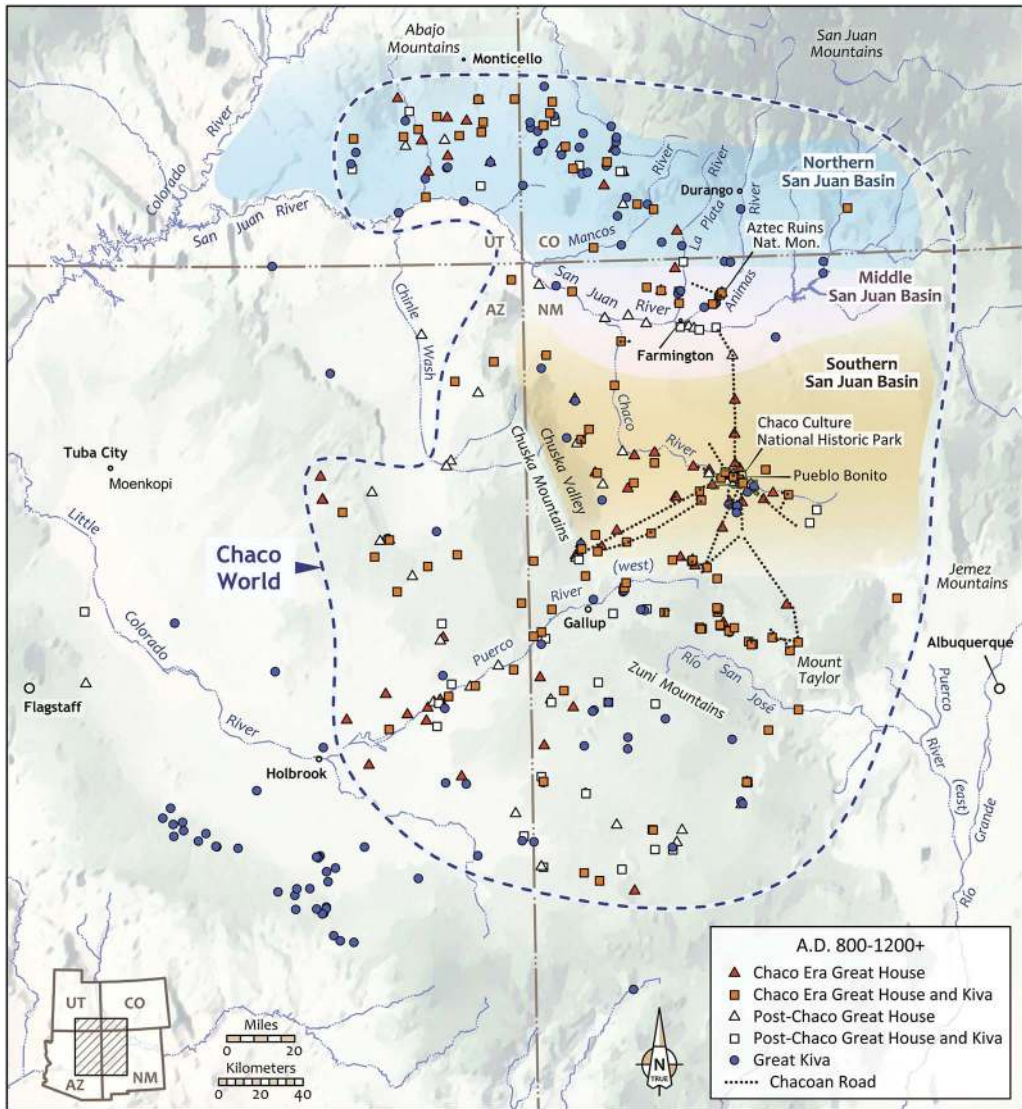 Abajo
Mountains
Monticello
San Juan
Mountains
Colorado
River
San Juan River
Northern
San Juan Basin
River
River
Durango
La Plata
River
Mancos
Aztec Ruins
Nat. Mon.
UT
CO
AZ
NM
San
Juan
River
Animas
Middle
San Juan Basin
Chinle
Wash
Farmington
Southern
San Juan Basin
Chaco
River
Chaco Culture
National Historic Park
Pueblo Bonito
Tuba City
Moenkopi
Chuska Mountains
Chuska Valley
Little
Colorado
River
Chaco
World
(west)
River
Puerco
Gallup
Jemez
Mountains
Albuquerque
Zuni Mountains
Río
San
José
Mount
Taylor
Puerco
River
(east)
Grande
Río
Flagstaff
Holbrook
A.D. 800-1200+
Chaco Era Great House
Chaco Era Great House and Kiva
Post-Chaco Great House
Post-Chaco Great House and Kiva
Great Kiva
Chacoan Road
UT
CO
AZ
NM
Miles
0 20
Kilometers
0 20 40
N
TRUE